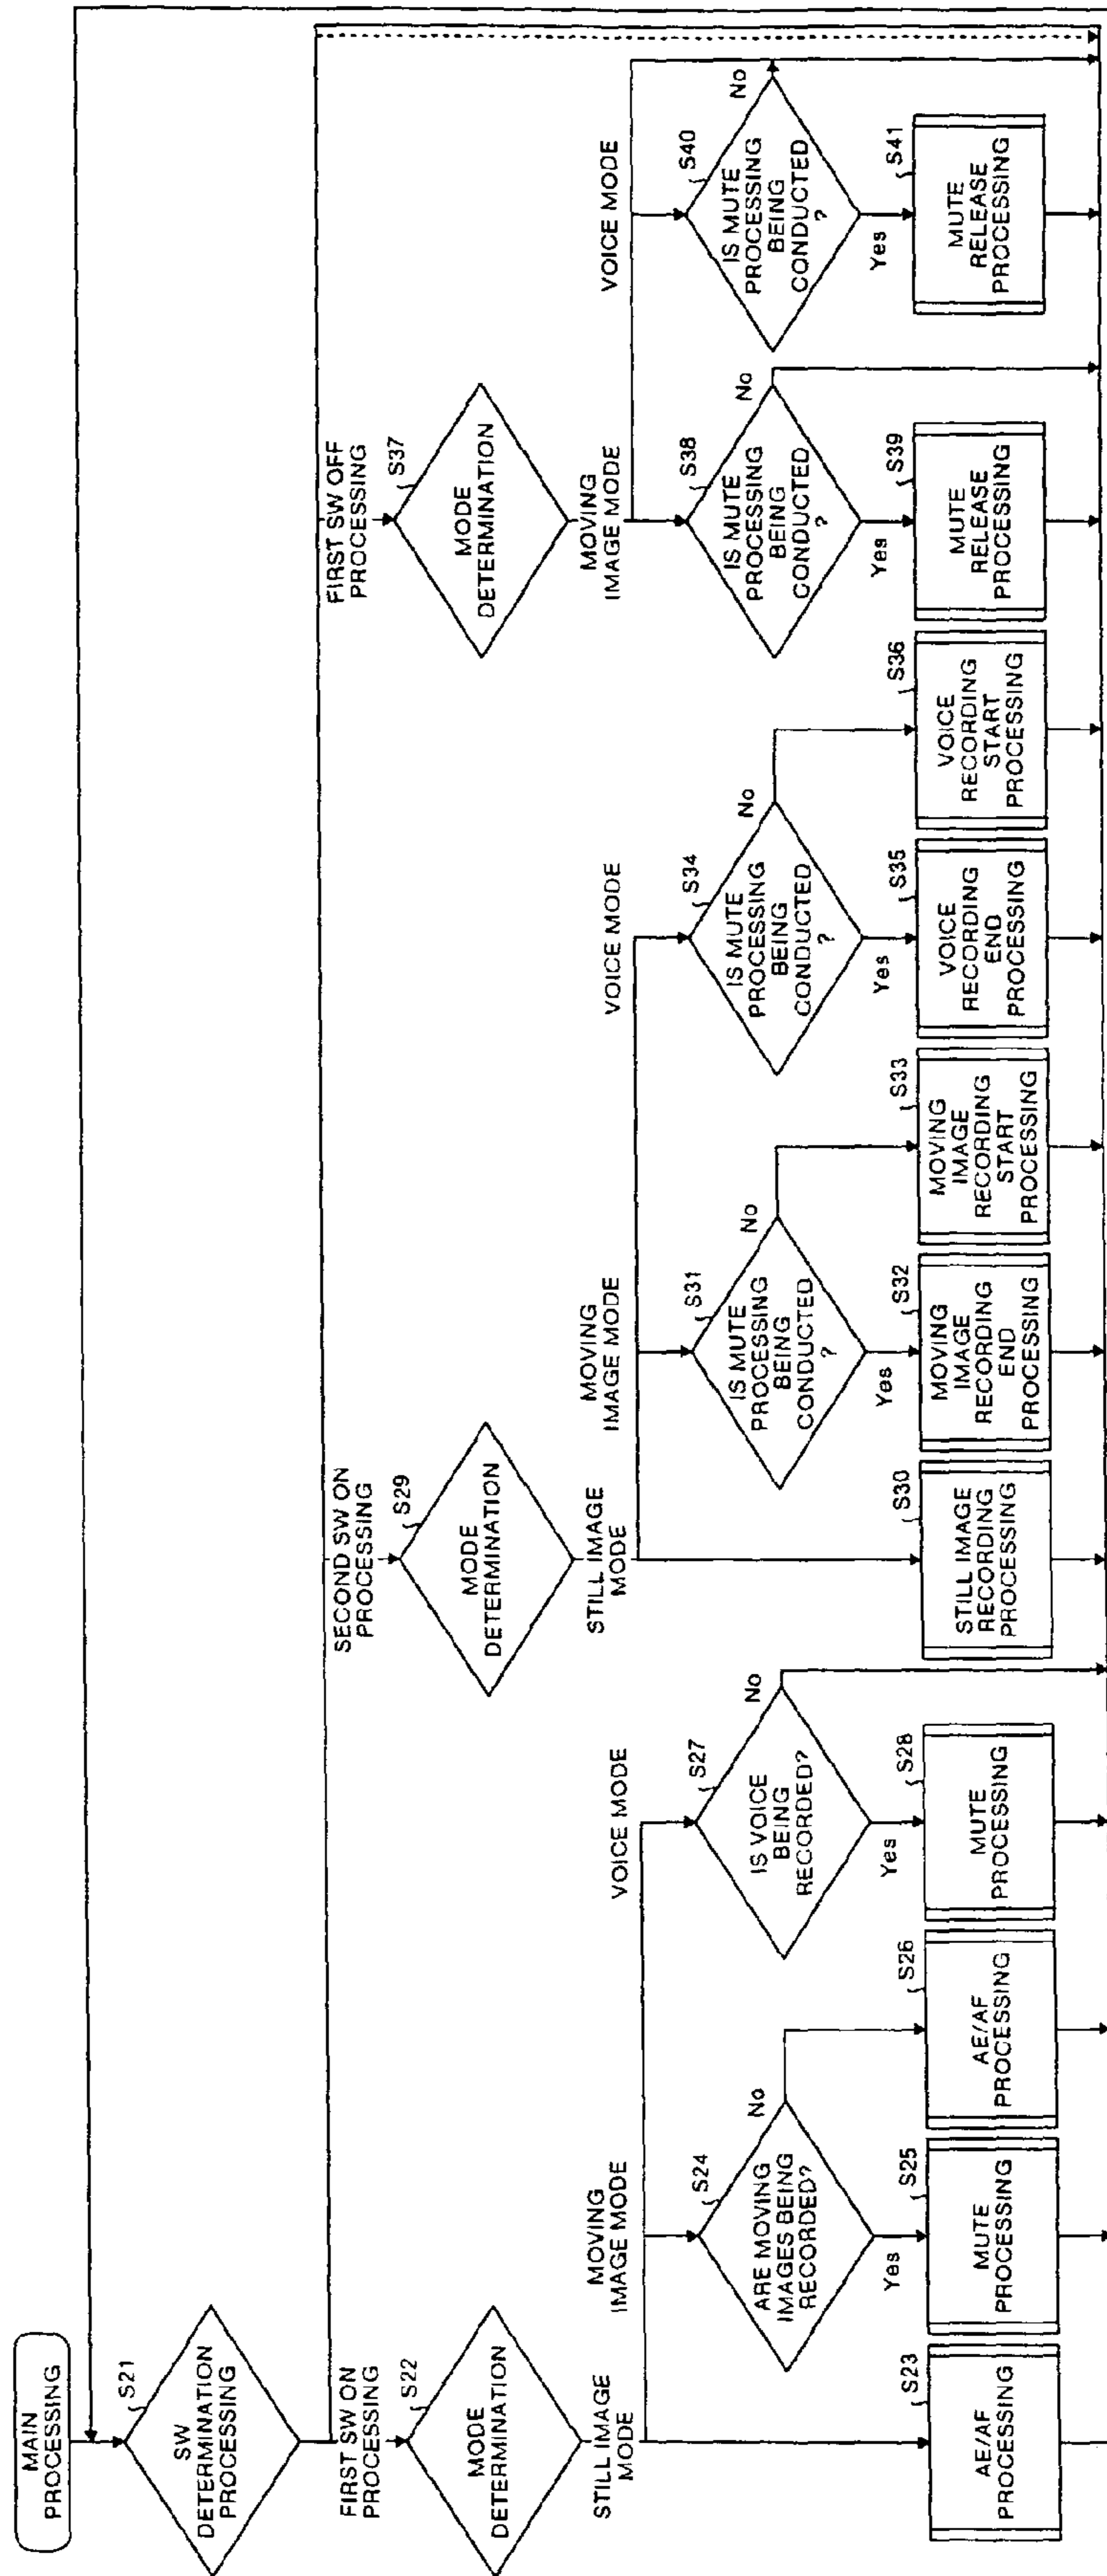 MAIN
PROCESSING
S21
SW
DETERMINATION
PROCESSING
FIRST SW ON
PROCESSING
S22
MODE
DETERMINATION
STILL IMAGE
MODE
MOVING
IMAGE MODE
VOICE MODE
S23
AE/AF
PROCESSING
S24
ARE MOVING
IMAGES BEING
RECORDED?
Yes
No
S25
MUTE
PROCESSING
S26
AE/AF
PROCESSING
S27
IS VOICE
BEING
RECORDED?
Yes
No
S28
MUTE
PROCESSING
SECOND SW ON
PROCESSING
S29
MODE
DETERMINATION
STILL IMAGE
MODE
MOVING
IMAGE MODE
VOICE MODE
S30
STILL IMAGE
RECORDING
PROCESSING
S31
IS MUTE
PROCESSING
BEING
CONDUCTED
?
Yes
No
S32
MOVING
IMAGE
RECORDING
END
PROCESSING
S33
MOVING
IMAGE
RECORDING
START
PROCESSING
S34
IS MUTE
PROCESSING
BEING
CONDUCTED
?
Yes
No
S35
VOICE
RECORDING
END
PROCESSING
S36
VOICE
RECORDING
START
PROCESSING
FIRST SW OFF
PROCESSING
S37
MODE
DETERMINATION
MOVING
IMAGE MODE
VOICE MODE
S38
IS MUTE
PROCESSING
BEING
CONDUCTED
?
Yes
No
S39
MUTE
RELEASE
PROCESSING
S40
IS MUTE
PROCESSING
BEING
CONDUCTED
?
Yes
No
S41
MUTE
RELEASE
PROCESSING